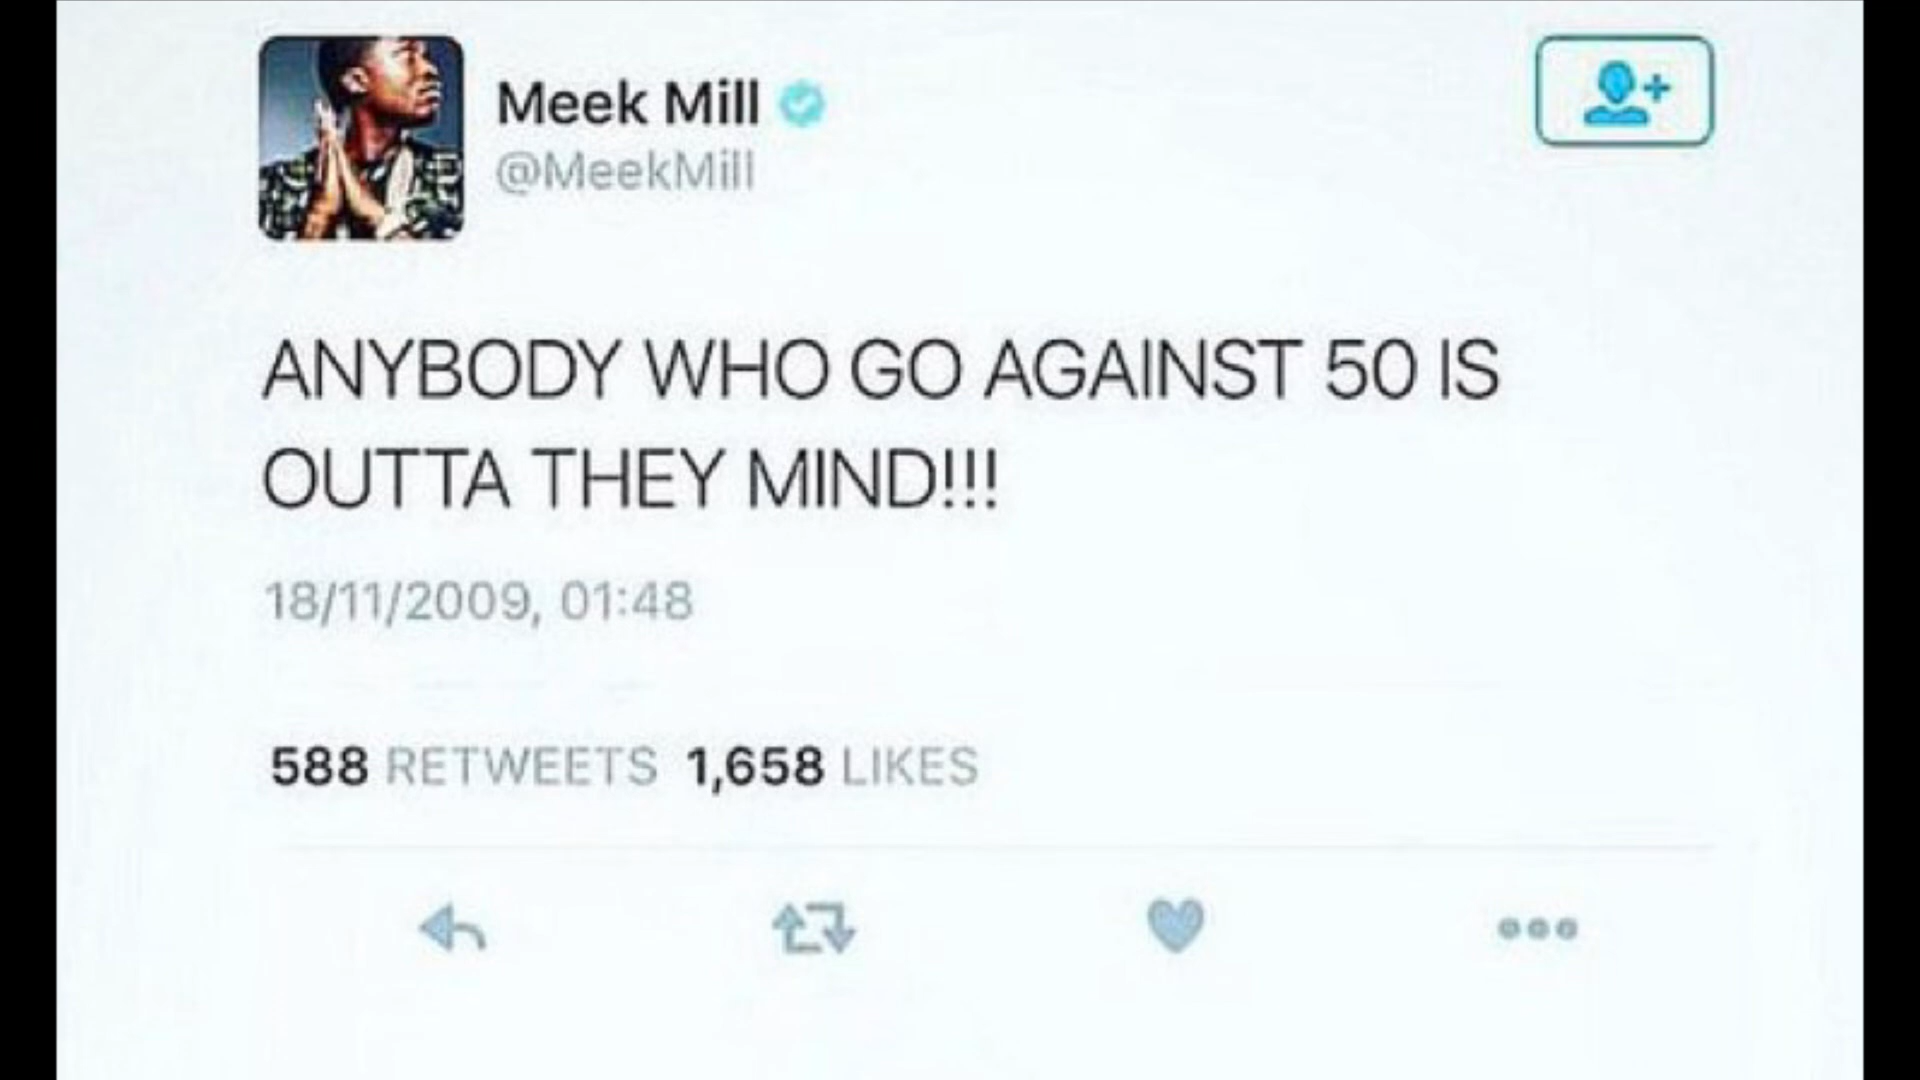 Meek Mill
@MeekMill
ANYBODY WHO GO AGAINST 50 IS
OUTTA THEY MIND!!!
18/11/2009, 01:48
588 RETWEETS 1,658 LIKES